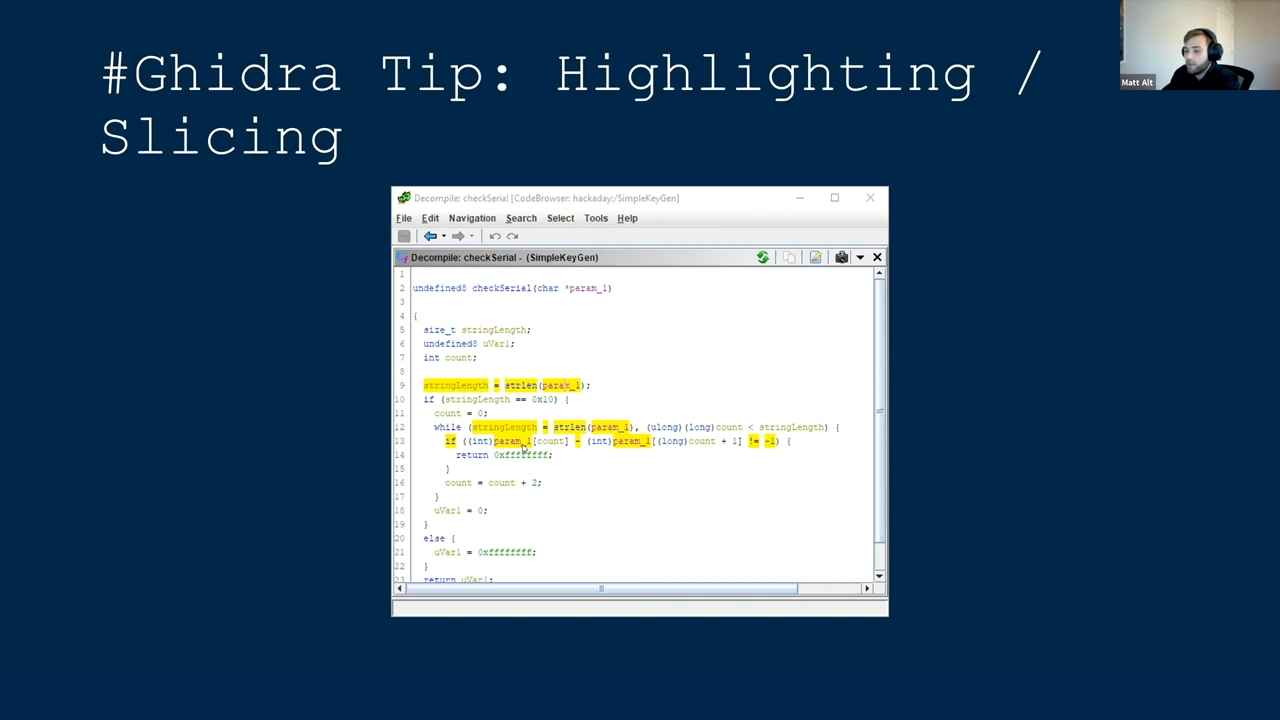 #Ghidra Tip: Highlighting /
Slicing
Matt Alt
Decompile: checkSerial [CodeBrowser: hackaday:/SimpleKeyGen]
File Edit Navigation Search Select Tools Help
Decompile: checkSerial - (SimpleKeyGen)
1
2 undefined8 checkSerial(char *param_1)
3
4 {
5 size_t stringLength;
6 undefined8 uVar1;
7 int count;
8
9 stringLength = strlen(param_1);
10 if (stringLength == 0x10) {
11 count = 0;
12 while (stringLength = strlen(param_1), (ulong)(long)count < stringLength) {
13 if ((int)param_1[count] - (int)param_1[(long)count + 1] != -1) {
14 return 0xffffffff;
15 }
16 count = count + 2;
17 }
18 uVar1 = 0;
19 }
20 else {
21 uVar1 = 0xffffffff;
22 }
23 return uVar1;